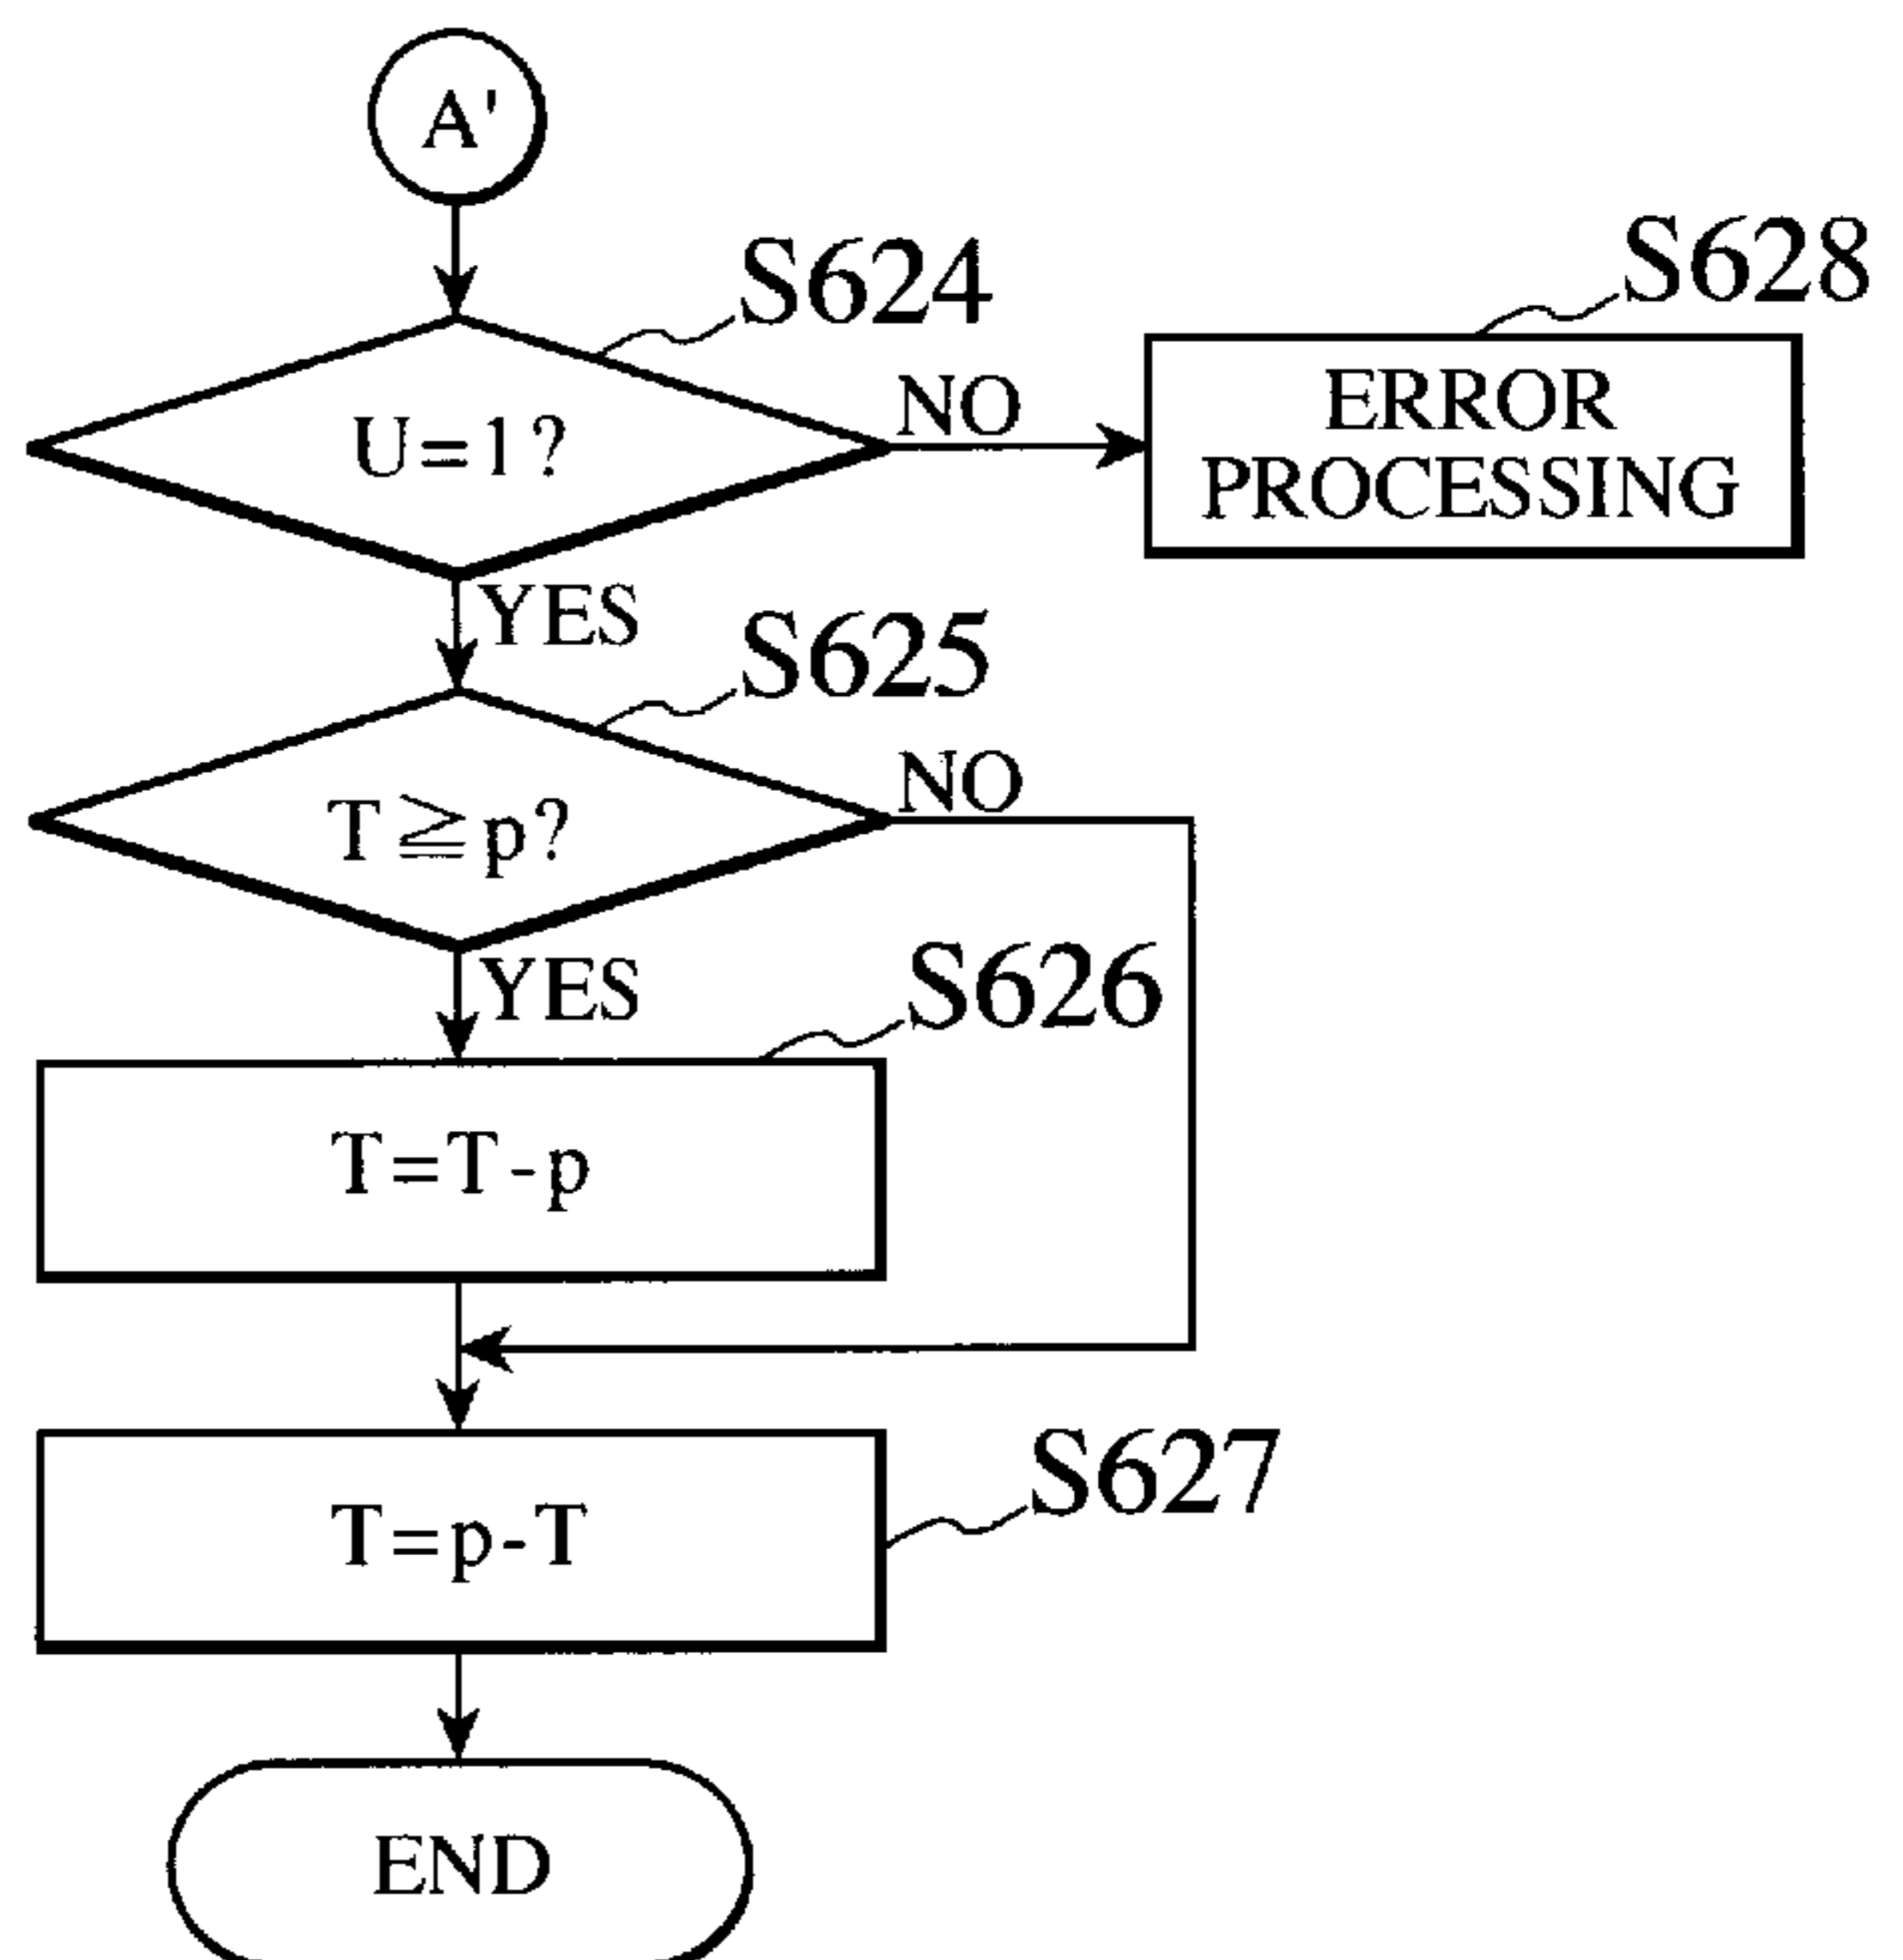 A'
S624
S628
U=1?
NO
ERROR
PROCESSING
YES
S625
T≧p?
NO
YES
S626
T=T-p
T=p-T
S627
END